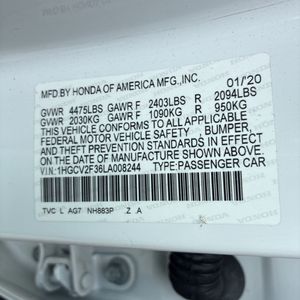 MFD.BY HONDA OF AMERICA MFG.,INC. 01/20
GVWR 4475LBS GAWR F 2403LBS R 2094LBS
GVWR 2030KG GAWR F 1090KG R 950KG
THIS VEHICLE CONFORMS TO ALL APPLICABLE
FEDERAL MOTOR VEHICLE SAFETY, BUMPER,
AND THEFT PREVENTION STANDARDS IN EFFECT
ON THE DATE OF MANUFACTURE SHOWN ABOVE.
V.I.N:1HGCV2F36LA008244 TYPE:PASSENGER CAR
TVC L AG7 NH883P Z A